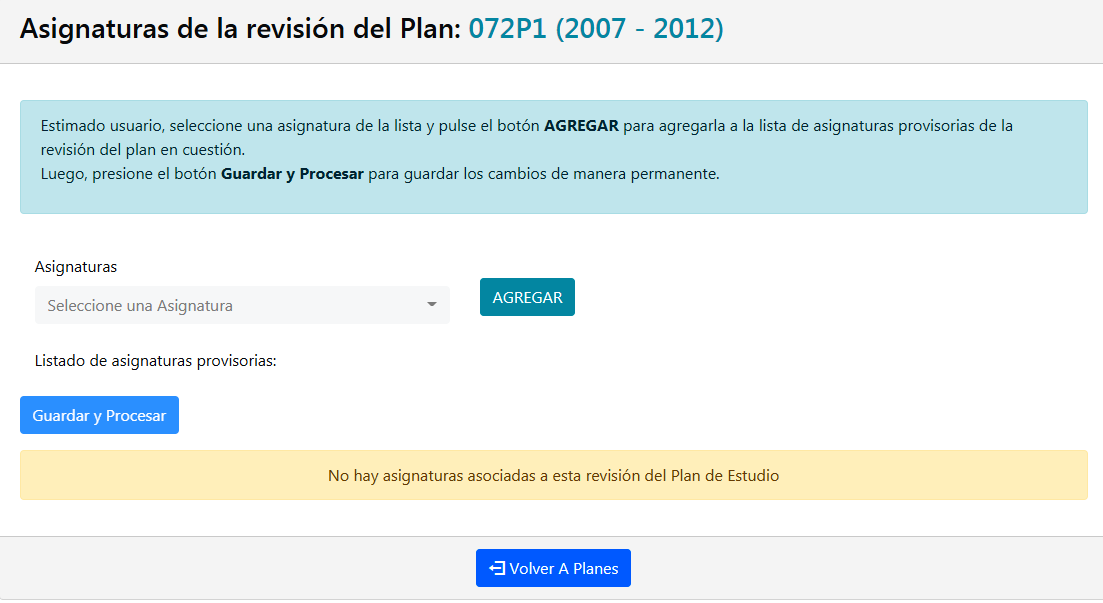 Asignaturas de la revisión del Plan: 072P1 (2007 - 2012)
Estimado usuario, seleccione una asignatura de la lista y pulse el botón AGREGAR para agregarla a la lista de asignaturas provisorias de la
revisión del plan en cuestión.
Luego, presione el botón Guardar y Procesar para guardar los cambios de manera permanente.
Asignaturas
Seleccione una Asignatura
AGREGAR
Listado de asignaturas provisorias:
Guardar y Procesar
No hay asignaturas asociadas a esta revisión del Plan de Estudio
Volver A Planes